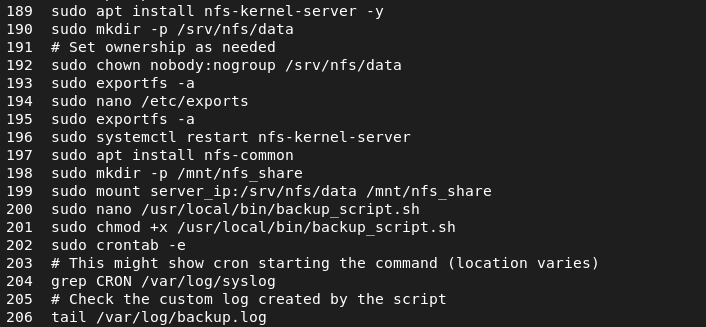 189 sudo apt install nfs-kernel-server -y
190 sudo mkdir -p /srv/nfs/data
191 # Set ownership as needed
192 sudo chown nobody:nogroup /srv/nfs/data
193 sudo exportfs -a
194 sudo nano /etc/exports
195 sudo exportfs -a
196 sudo systemctl restart nfs-kernel-server
197 sudo apt install nfs-common
198 sudo mkdir -p /mnt/nfs_share
199 sudo mount server_ip:/srv/nfs/data /mnt/nfs_share
200 sudo nano /usr/local/bin/backup_script.sh
201 sudo chmod +x /usr/local/bin/backup_script.sh
202 sudo crontab -e
203 # This might show cron starting the command (location varies)
204 grep CRON /var/log/syslog
205 # Check the custom log created by the script
206 tail /var/log/backup.log